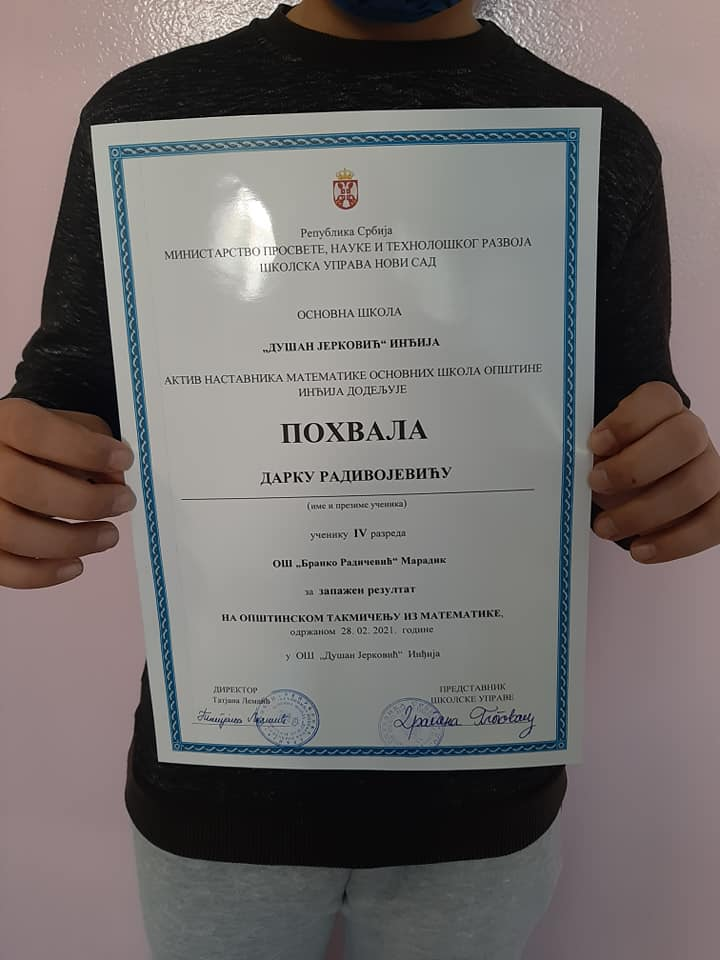 Република Србија
МИНИСТАРСТВО ПРОСВЕТЕ, НАУКЕ И ТЕХНОЛОШКОГ РАЗВОЈА
ШКОЛСКА УПРАВА НОВИ САД
ОСНОВНА ШКОЛА
„ДУШАН ЈЕРКОВИЋ“ ИНЂИЈА
АКТИВ НАСТАВНИКА МАТЕМАТИКЕ ОСНОВНИХ ШКОЛА ОПШТИНЕ
ИНЂИЈА ДОДЕЉУЈЕ
ПОХВАЛА
ДАРКУ РАДИВОЈЕВИЋУ
(име и презиме ученика)
ученику IV разреда
ОШ „Бранко Радичевић“ Марадик
за запажен резултат
НА ОПШТИНСКОМ ТАКМИЧЕЊУ ИЗ МАТЕМАТИКЕ,
одржаном 28. 02. 2021. године
у ОШ „Душан Јерковић“ Инђија
ДИРЕКТОР
Татјана
ПРЕДСТАВНИК
ШКОЛСКЕ УПРАВЕ